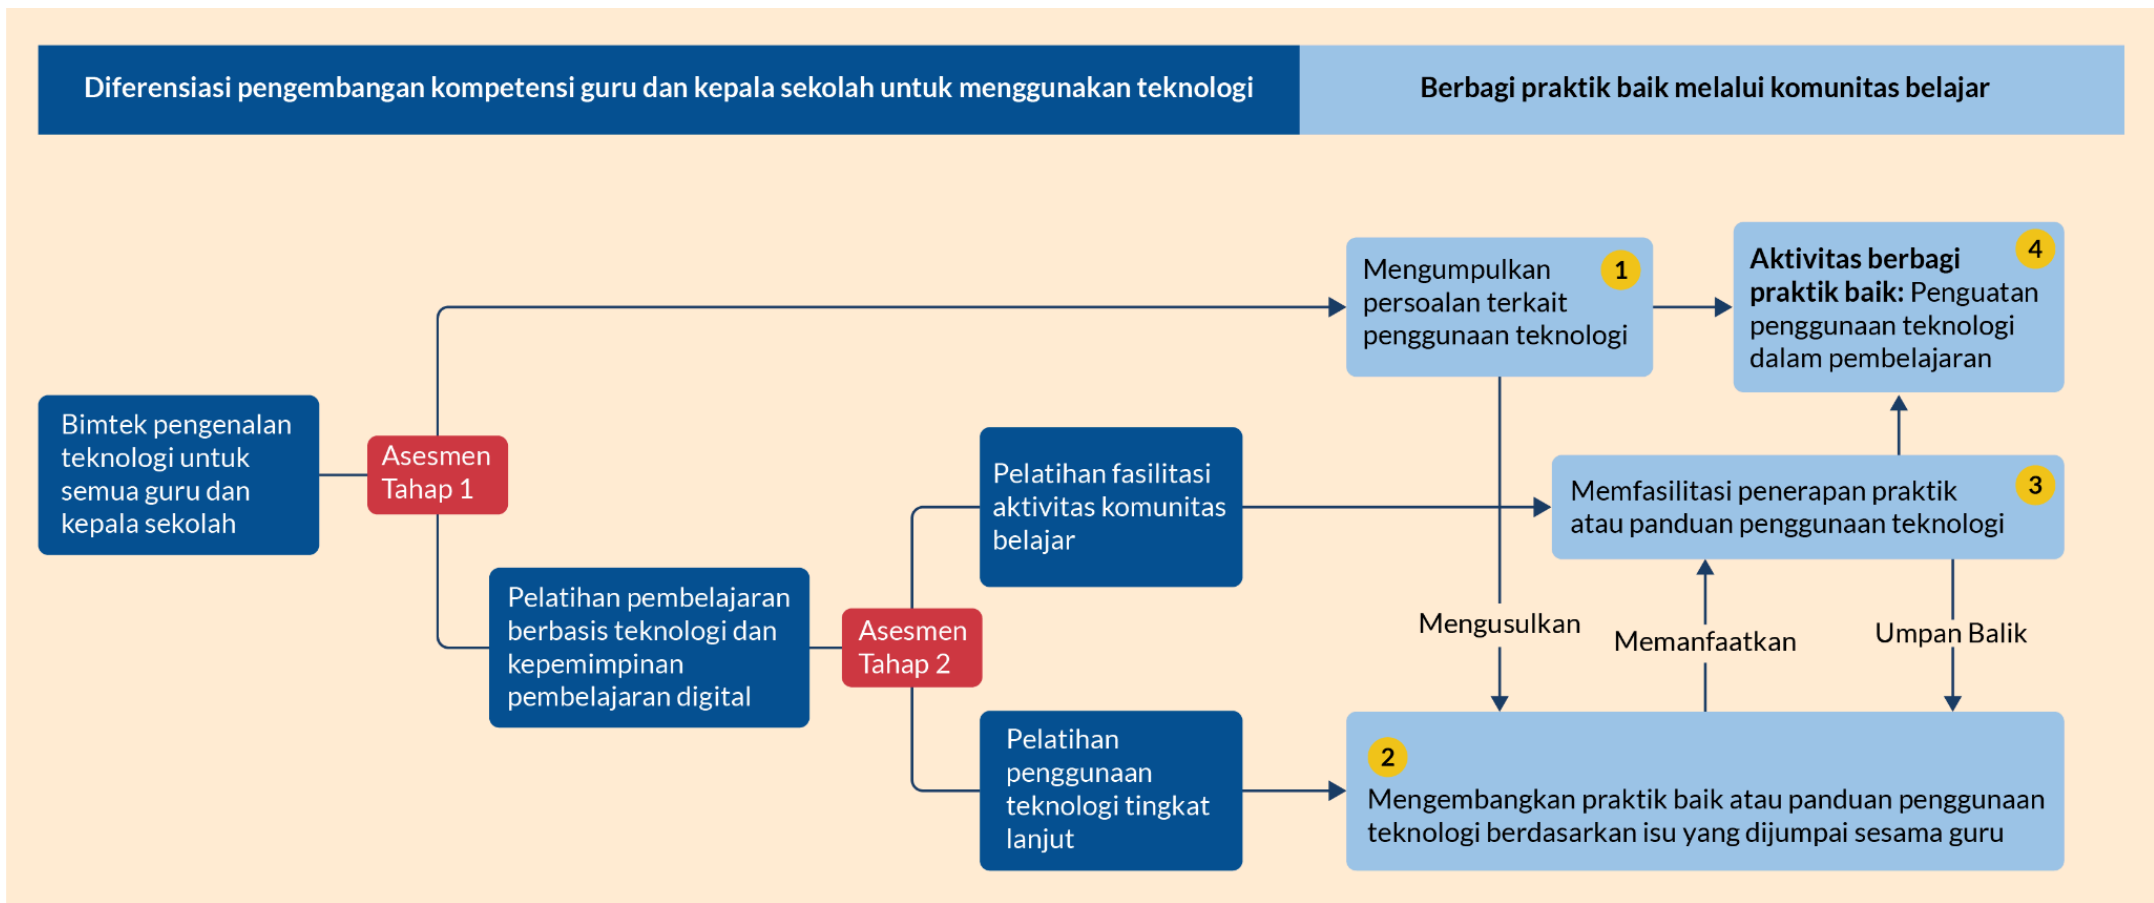 Diferensiasi pengembangan kompetensi guru dan kepala sekolah untuk menggunakan teknologi
Berbagi praktik baik melalui komunitas belajar
Bimtek pengenalan
teknologi untuk
semua guru dan
kepala sekolah
Asesmen
Tahap 1
Pelatihan pembelajaran
berbasis teknologi dan
kepemimpinan
pembelajaran digital
Asesmen
Tahap 2
Pelatihan fasilitasi
aktivitas komunitas
belajar
Pelatihan
penggunaan
teknologi tingkat
lanjut
1
Mengumpulkan
persoalan terkait
penggunaan teknologi
4
Aktivitas berbagi
praktik baik: Penguatan
penggunaan teknologi
dalam pembelajaran
3
Memfasilitasi penerapan praktik
atau panduan penggunaan teknologi
Mengusulkan
Memanfaatkan
Umpan Balik
2
Mengembangkan praktik baik atau panduan penggunaan
teknologi berdasarkan isu yang dijumpai sesama guru